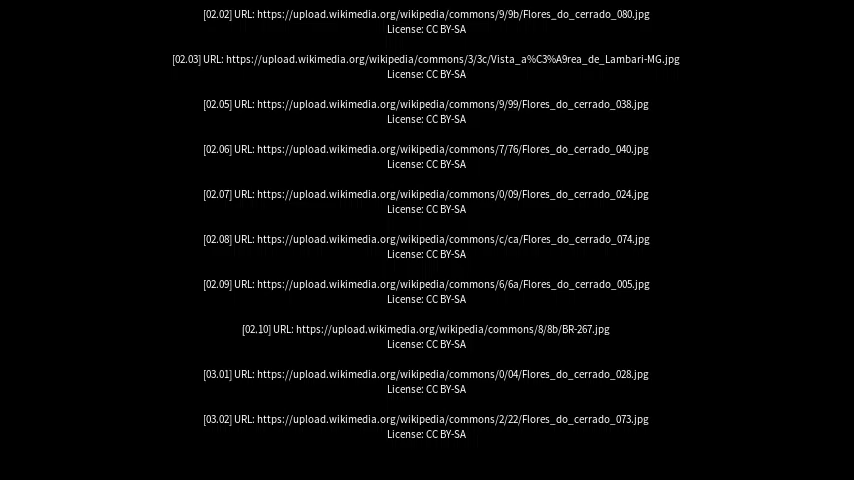 [02.02] URL: https://upload.wikimedia.org/wikipedia/commons/9/9b/Flores_do_cerrado_080.jpg
License: CC BY-SA
[02.03] URL: https://upload.wikimedia.org/wikipedia/commons/3/3c/Vista_a%C3%A9rea_de_Lambari-MG.jpg
License: CC BY-SA
[02.05] URL: https://upload.wikimedia.org/wikipedia/commons/9/99/Flores_do_cerrado_038.jpg
License: CC BY-SA
[02.06] URL: https://upload.wikimedia.org/wikipedia/commons/7/76/Flores_do_cerrado_040.jpg
License: CC BY-SA
[02.07] URL: https://upload.wikimedia.org/wikipedia/commons/0/09/Flores_do_cerrado_024.jpg
License: CC BY-SA
[02.08] URL: https://upload.wikimedia.org/wikipedia/commons/c/ca/Flores_do_cerrado_074.jpg
License: CC BY-SA
[02.09] URL: https://upload.wikimedia.org/wikipedia/commons/6/6a/Flores_do_cerrado_005.jpg
License: CC BY-SA
[02.10] URL: https://upload.wikimedia.org/wikipedia/commons/8/8b/BR-267.jpg
License: CC BY-SA
[03.01] URL: https://upload.wikimedia.org/wikipedia/commons/0/04/Flores_do_cerrado_028.jpg
License: CC BY-SA
[03.02] URL: https://upload.wikimedia.org/wikipedia/commons/2/22/Flores_do_cerrado_073.jpg
License: CC BY-SA